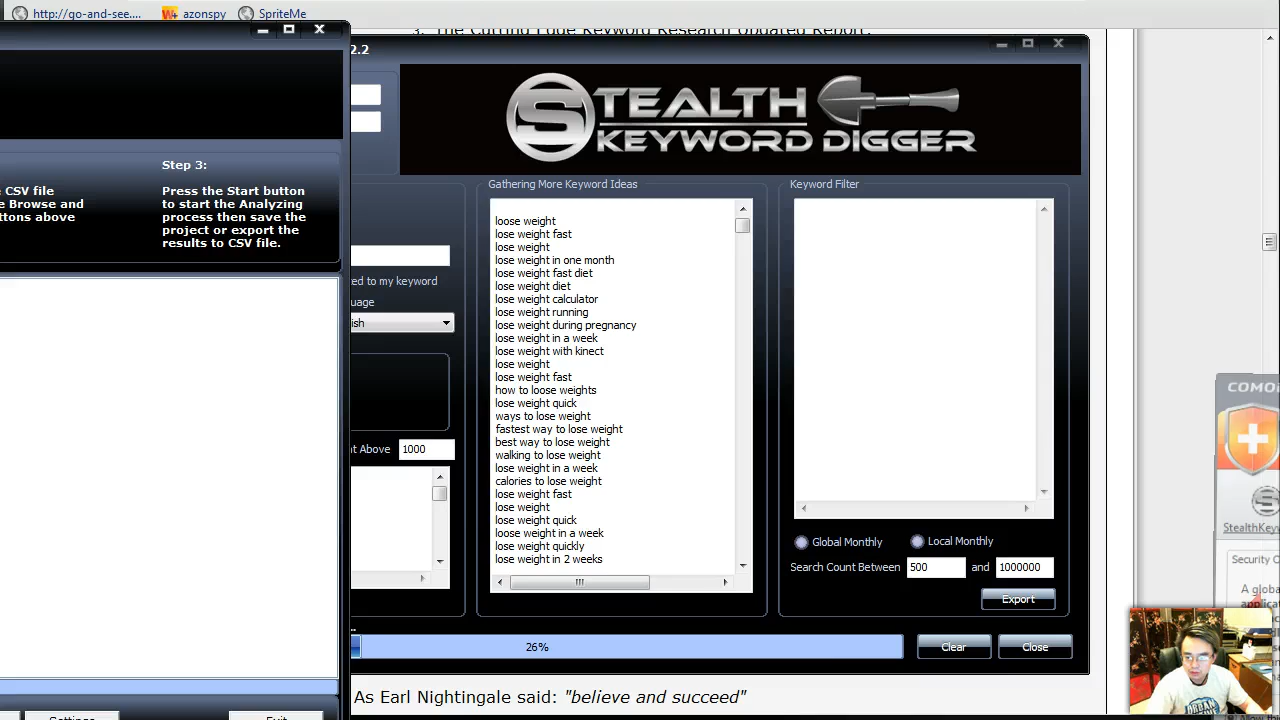 http://go-and-see.... azonspy SpriteMe
3. The Cutting Edge Keyword Research Updated Report.
2.2
STEALTH
KEYWORD DIGGER
Step 3:
CSV file
Browse and
ttons above
Press the Start button
to start the Analyzing
process then save the
project or export the
results to CSV file.
ted to my keyword
uage
ish
t Above 1000
Gathering More Keyword Ideas
loose weight
lose weight fast
lose weight
lose weight in one month
lose weight fast diet
lose weight diet
lose weight calculator
lose weight running
lose weight during pregnancy
lose weight in a week
lose weight with kinect
lose weight
lose weight fast
how to loose weights
lose weight quick
ways to lose weight
fastest way to lose weight
best way to lose weight
walking to lose weight
lose weight in a week
calories to lose weight
lose weight fast
lose weight
lose weight quick
loose weight in a week
lose weight quickly
lose weight in 2 weeks
Keyword Filter
Global Monthly Local Monthly
Search Count Between 500 and 1000000
Export
26%
Clear Close
Settings Exit
As Earl Nightingale said: "believe and succeed"
COMO
StealthKey
Security C
A globa
applicat